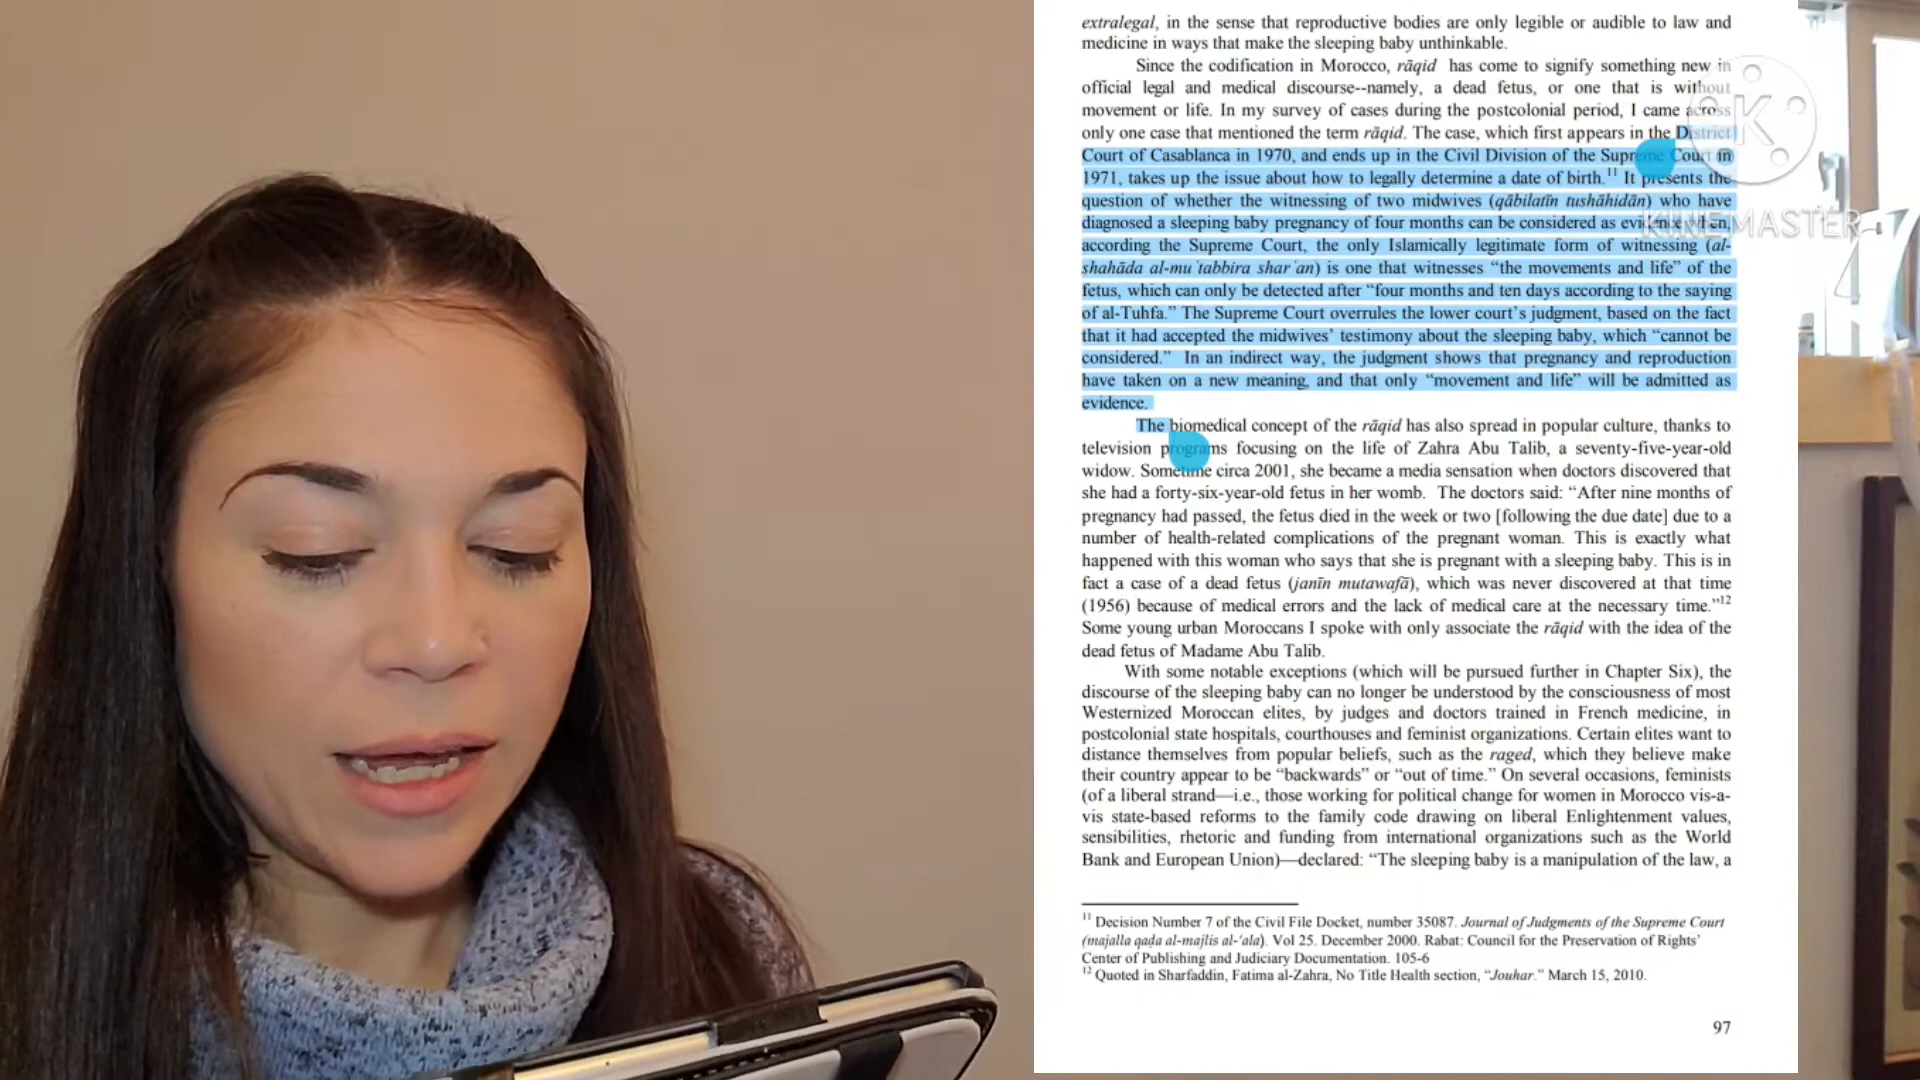 extralegal, in the sense that reproductive bodies are only legible or audible to law and
medicine in ways that make the sleeping baby unthinkable.
Since the codification in Morocco, rāqid has come to signify something new in
official legal and medical discourse--namely, a dead fetus, or one that is without
movement or life. In my survey of cases during the postcolonial period, I came across
only one case that mentioned the term rāqid. The case, which first appears in the District
Court of Casablanca in 1970, and ends up in the Civil Division of the Supreme Court in
1971, takes up the issue about how to legally determine a date of birth.11 It presents the
question of whether the witnessing of two midwives (qābilatīn tushāhidān) who have
diagnosed a sleeping baby pregnancy of four months can be considered as evidence when,
according the Supreme Court, the only Islamically legitimate form of witnessing (al-
shahāda al-mu῾tabbira shar῾an) is one that witnesses “the movements and life” of the
fetus, which can only be detected after “four months and ten days according to the saying
of al-Tuhfa.” The Supreme Court overrules the lower court’s judgment, based on the fact
that it had accepted the midwives’ testimony about the sleeping baby, which “cannot be
considered.” In an indirect way, the judgment shows that pregnancy and reproduction
have taken on a new meaning, and that only “movement and life” will be admitted as
evidence.
The biomedical concept of the rāqid has also spread in popular culture, thanks to
television programs focusing on the life of Zahra Abu Talib, a seventy-five-year-old
widow. Sometime circa 2001, she became a media sensation when doctors discovered that
she had a forty-six-year-old fetus in her womb. The doctors said: “After nine months of
pregnancy had passed, the fetus died in the week or two [following the due date] due to a
number of health-related complications of the pregnant woman. This is exactly what
happened with this woman who says that she is pregnant with a sleeping baby. This is in
fact a case of a dead fetus (janīn mutawafā), which was never discovered at that time
(1956) because of medical errors and the lack of medical care at the necessary time.”12
Some young urban Moroccans I spoke with only associate the rāqid with the idea of the
dead fetus of Madame Abu Talib.
With some notable exceptions (which will be pursued further in Chapter Six), the
discourse of the sleeping baby can no longer be understood by the consciousness of most
Westernized Moroccan elites, by judges and doctors trained in French medicine, in
postcolonial state hospitals, courthouses and feminist organizations. Certain elites want to
distance themselves from popular beliefs, such as the raged, which they believe make
their country appear to be “backwards” or “out of time.” On several occasions, feminists
(of a liberal strand—i.e., those working for political change for women in Morocco vis-a-
vis state-based reforms to the family code drawing on liberal Enlightenment values,
sensibilities, rhetoric and funding from international organizations such as the World
Bank and European Union)—declared: “The sleeping baby is a manipulation of the law, a
11 Decision Number 7 of the Civil File Docket, number 35087. Journal of Judgments of the Supreme Court
(majalla qaḍa al-majlis al-‘ala). Vol 25. December 2000. Rabat: Council for the Preservation of Rights’
Center of Publishing and Judiciary Documentation. 105-6
12 Quoted in Sharfaddin, Fatima al-Zahra, No Title Health section, “Jouhar.” March 15, 2010.
97
K
KINEMASTER